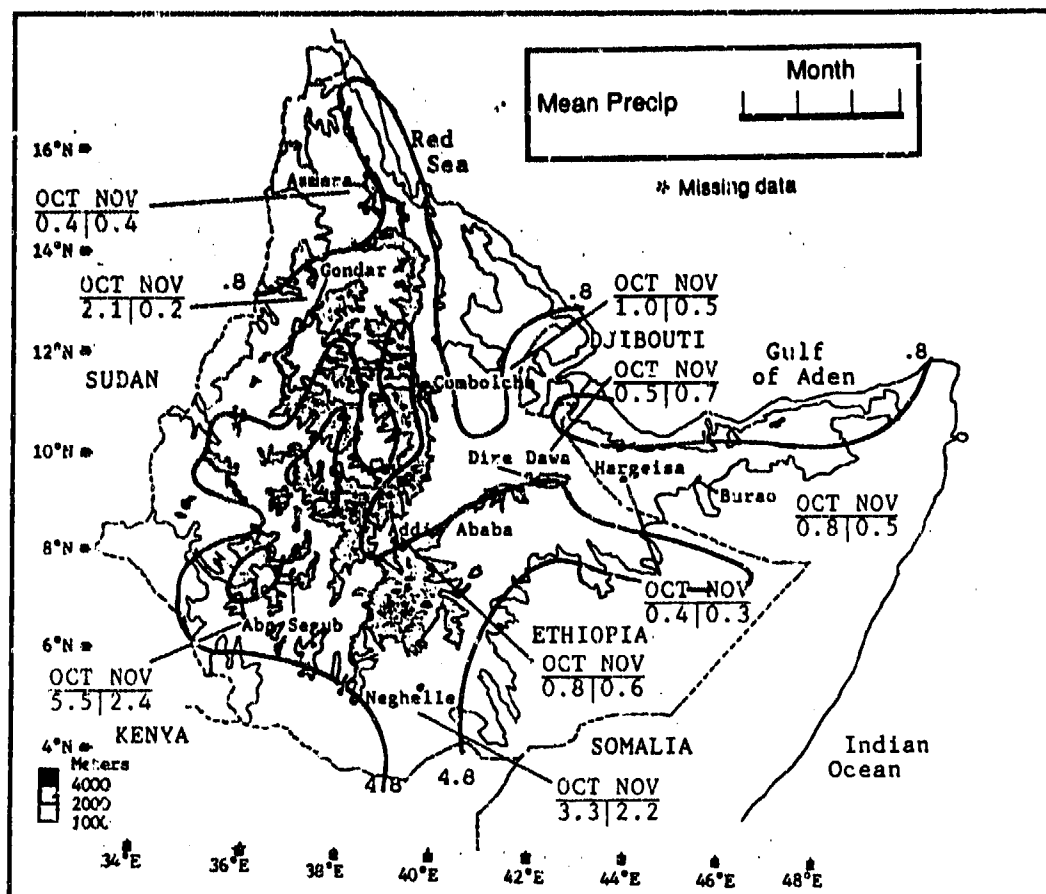 Month
Mean Precip
* Missing data
Red
Sea
16°N
Asmara
OCT NOV
0.4|0.4
14°N
Gondar
OCT NOV
2.1|0.2
.8
OCT NOV
1.0|0.5
.8
DJIBOUTI
12°N
SUDAN
Combolcha
OCT NOV
0.5|0.7
Gulf
of Aden
.8
10°N
Dire Dawa
Hargeisa
Burao
OCT NOV
0.8|0.5
Addis Ababa
8°N
OCT NOV
0.4|0.3
Abo Segub
ETHIOPIA
6°N
OCT NOV
0.8|0.6
OCT NOV
5.5|2.4
Neghelle
KENYA
SOMALIA
Indian
Ocean
4°N
4.8
4.8
OCT NOV
3.3|2.2
Meters
4000
2000
1000
34°E
36°E
38°E
40°E
42°E
44°E
46°E
48°E